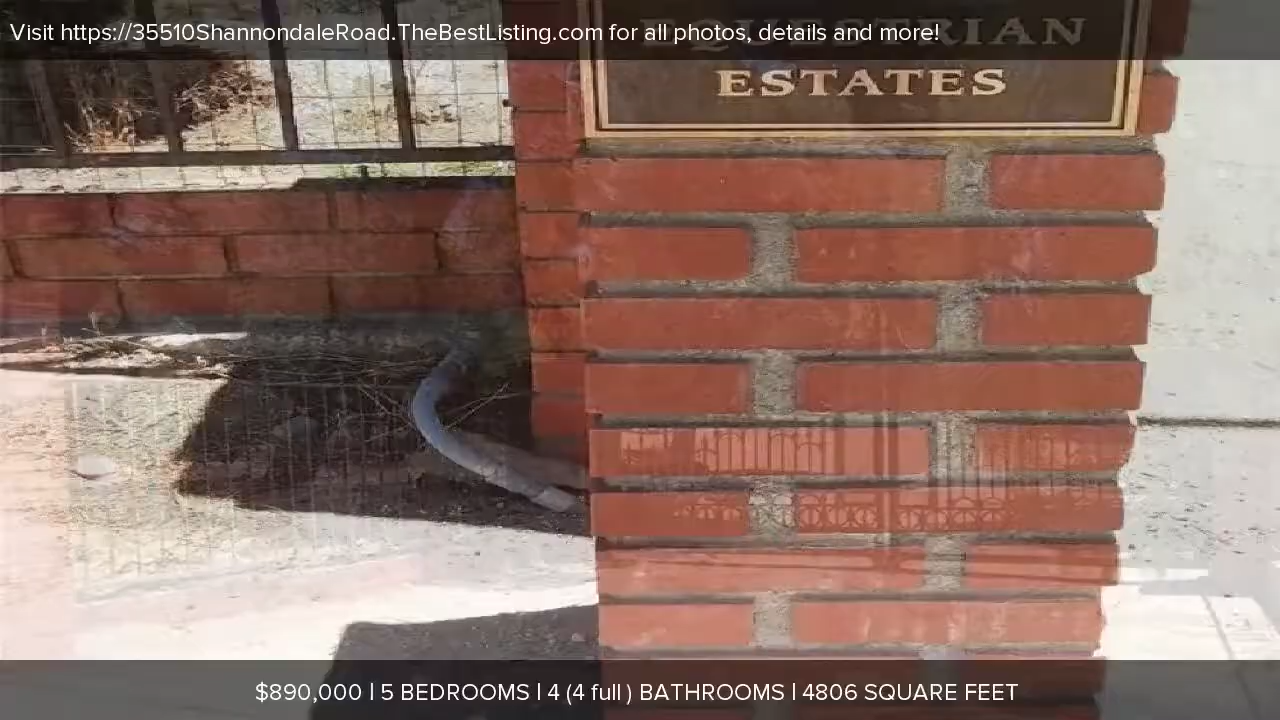 Visit https://35510ShannondaleRoad.TheBestListing.com for all photos, details and more!
EQUESTRIAN
ESTATES
$890,000 | 5 BEDROOMS | 4 (4 full ) BATHROOMS | 4806 SQUARE FEET